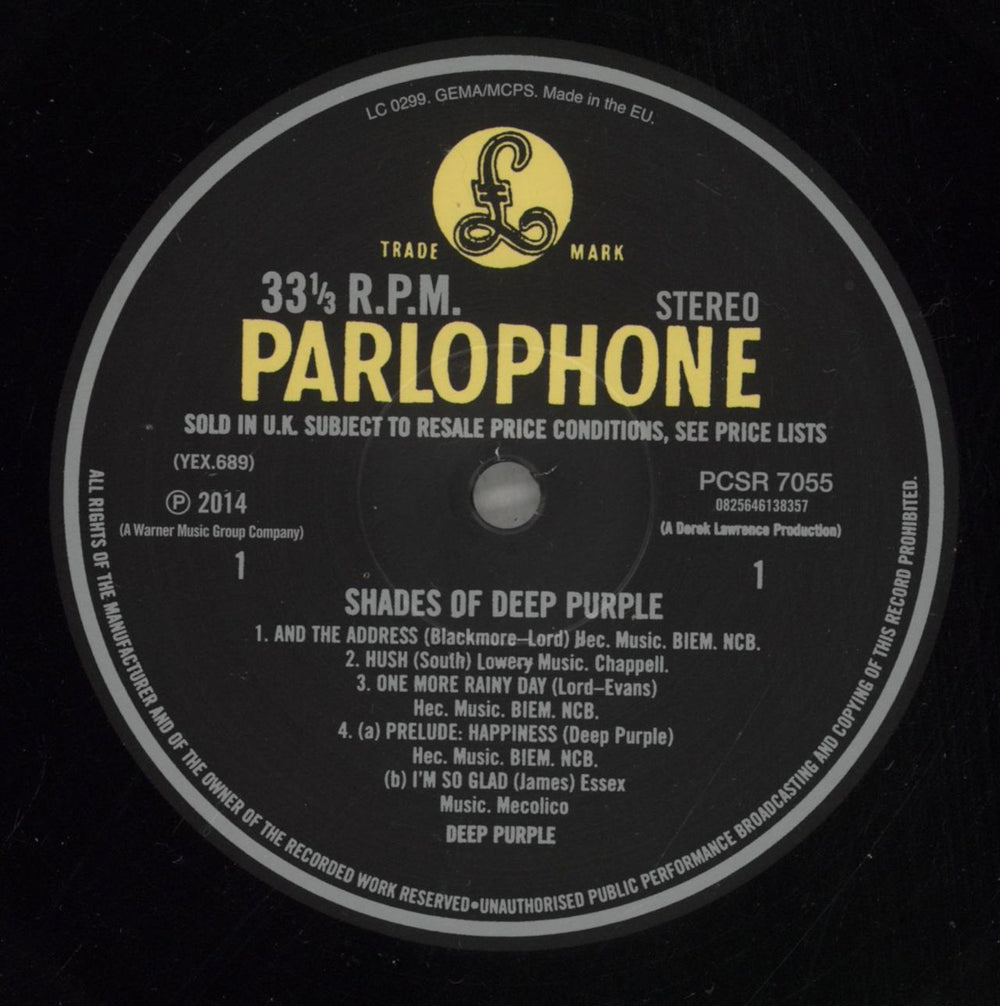 LC 0299. GEMA/MCPS. Made in the EU.
£
TRADE MARK
33⅓ R.P.M. STEREO
PARLOPHONE
SOLD IN U.K. SUBJECT TO RESALE PRICE CONDITIONS, SEE PRICE LISTS
(YEX.689)
℗ 2014
(A Warner Music Group Company)
1
PCSR 7055
0825646138357
(A Derek Lawrence Production)
1
SHADES OF DEEP PURPLE
1. AND THE ADDRESS (Blackmore–Lord) Hec. Music. BIEM. NCB.
2. HUSH (South) Lowery Music. Chappell.
3. ONE MORE RAINY DAY (Lord–Evans)
Hec. Music. BIEM. NCB.
4. (a) PRELUDE: HAPPINESS (Deep Purple)
Hec. Music. BIEM. NCB.
(b) I'M SO GLAD (James) Essex
Music. Mecolico
DEEP PURPLE
ALL RIGHTS OF THE MANUFACTURER AND OF THE OWNER OF THE RECORDED WORK RESERVED•UNAUTHORISED PUBLIC PERFORMANCE BROADCASTING AND COPYING OF THIS RECORD PROHIBITED.